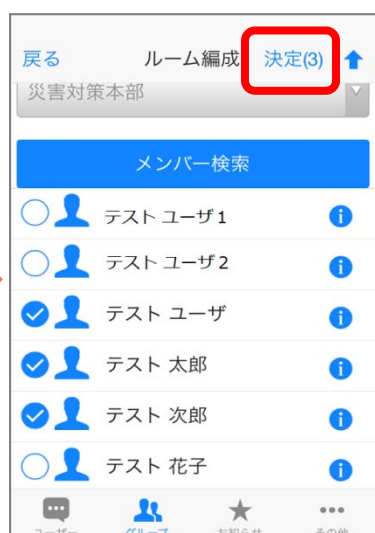 戻る ルーム編成 決定(3)
災害対策本部
メンバー検索
テスト ユーザ1
テスト ユーザ2
テスト ユーザ
テスト 太郎
テスト 次郎
テスト 花子